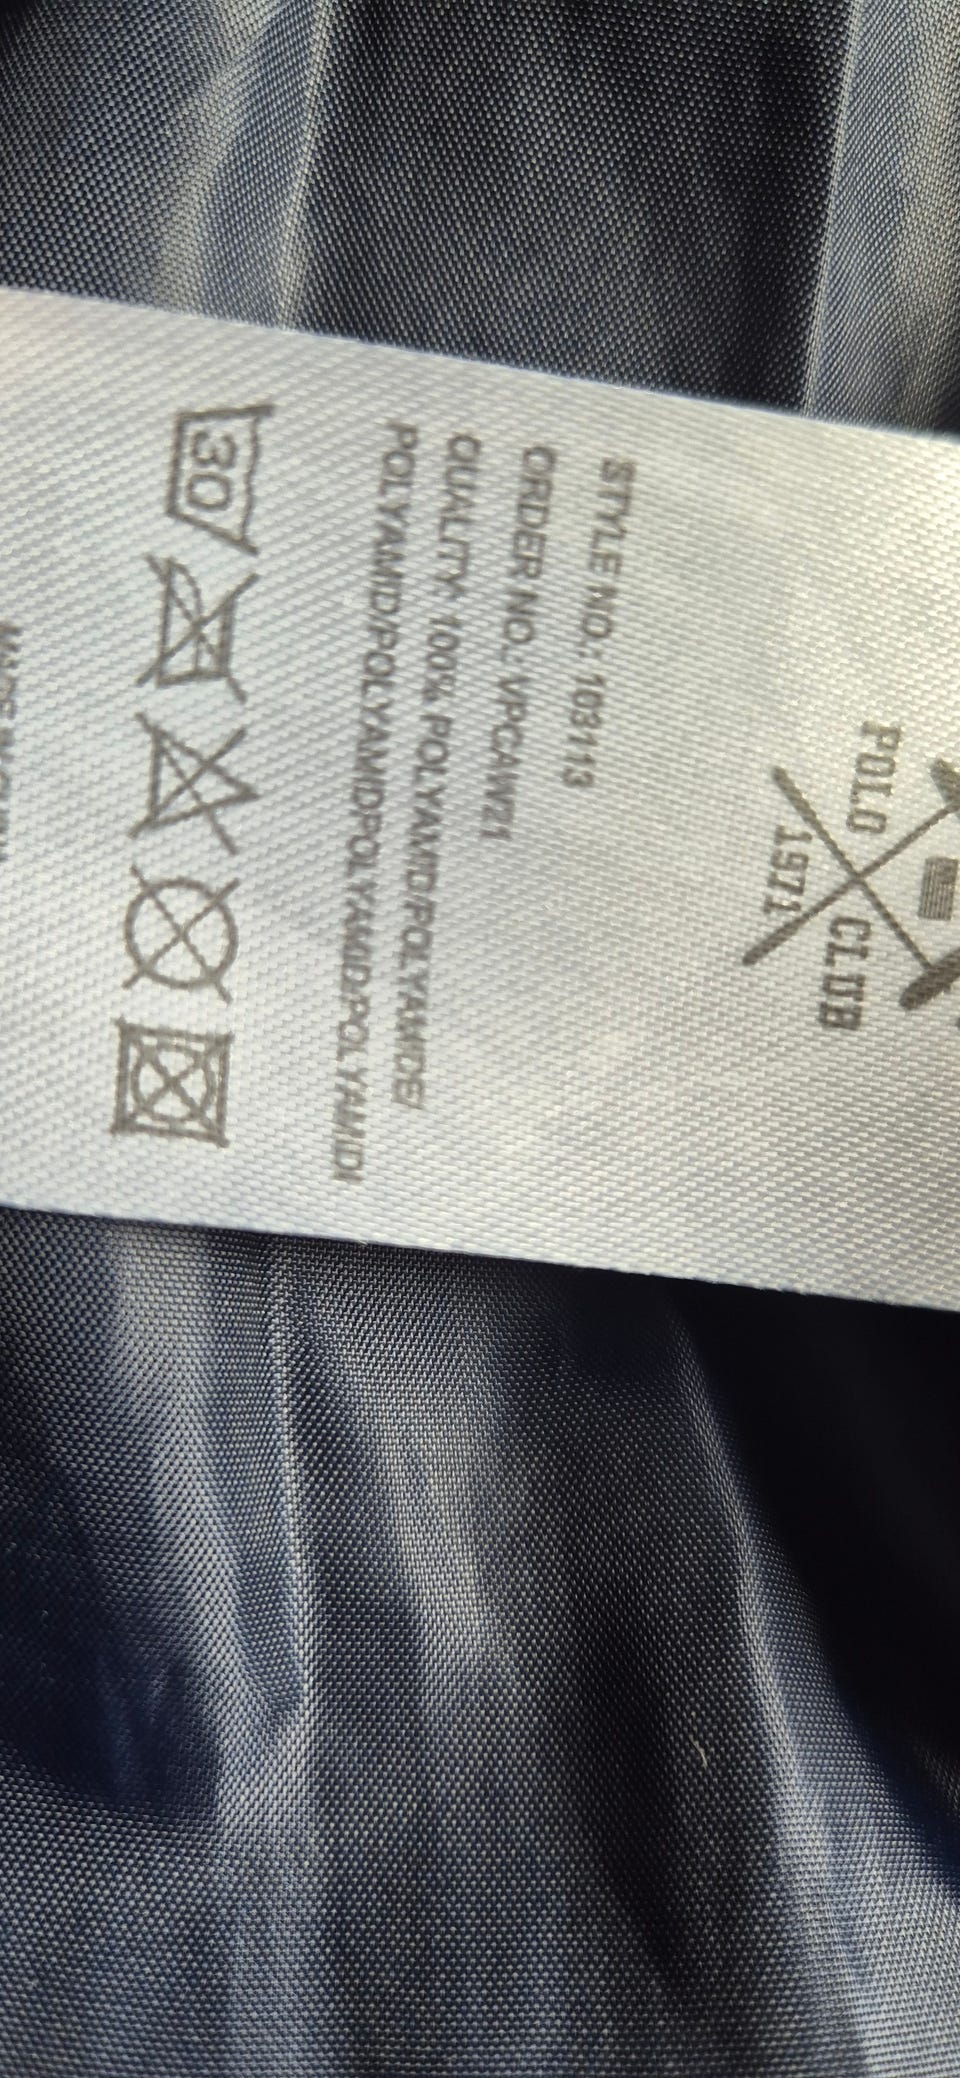 POLO CLUB
1971
STYLE NO.: 103113
ORDER NO.: VPCAW21
QUALITY: 100% POLYAMID/POLYAMIDE/
POLYAMID/POLYAMID/POLYAMID/POLYAMIDI
30